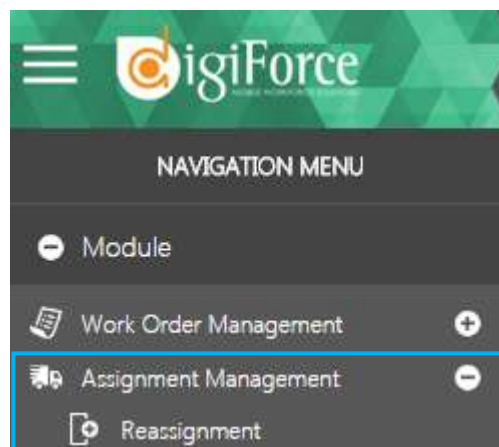 digiForce
NAVIGATION MENU
Module
Work Order Management
Assignment Management
Reassignment